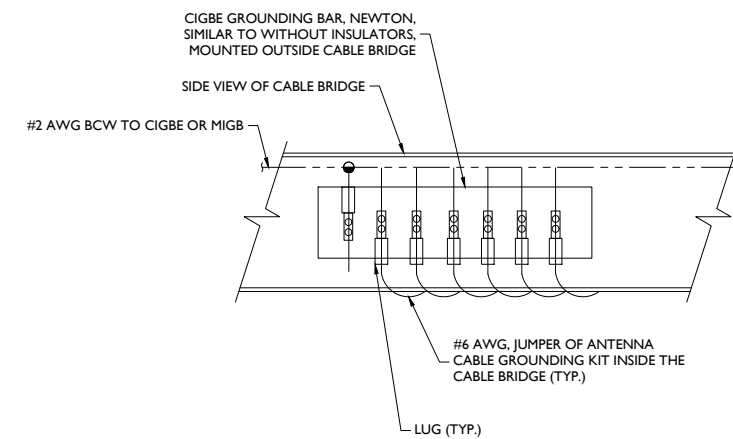 CIGBE GROUNDING BAR, NEWTON,
SIMILAR TO WITHOUT INSULATORS,
MOUNTED OUTSIDE CABLE BRIDGE
SIDE VIEW OF CABLE BRIDGE
#2 AWG BCW TO CIGBE OR MIGB
#6 AWG, JUMPER OF ANTENNA
CABLE GROUNDING KIT INSIDE THE
CABLE BRIDGE (TYP.)
LUG (TYP.)